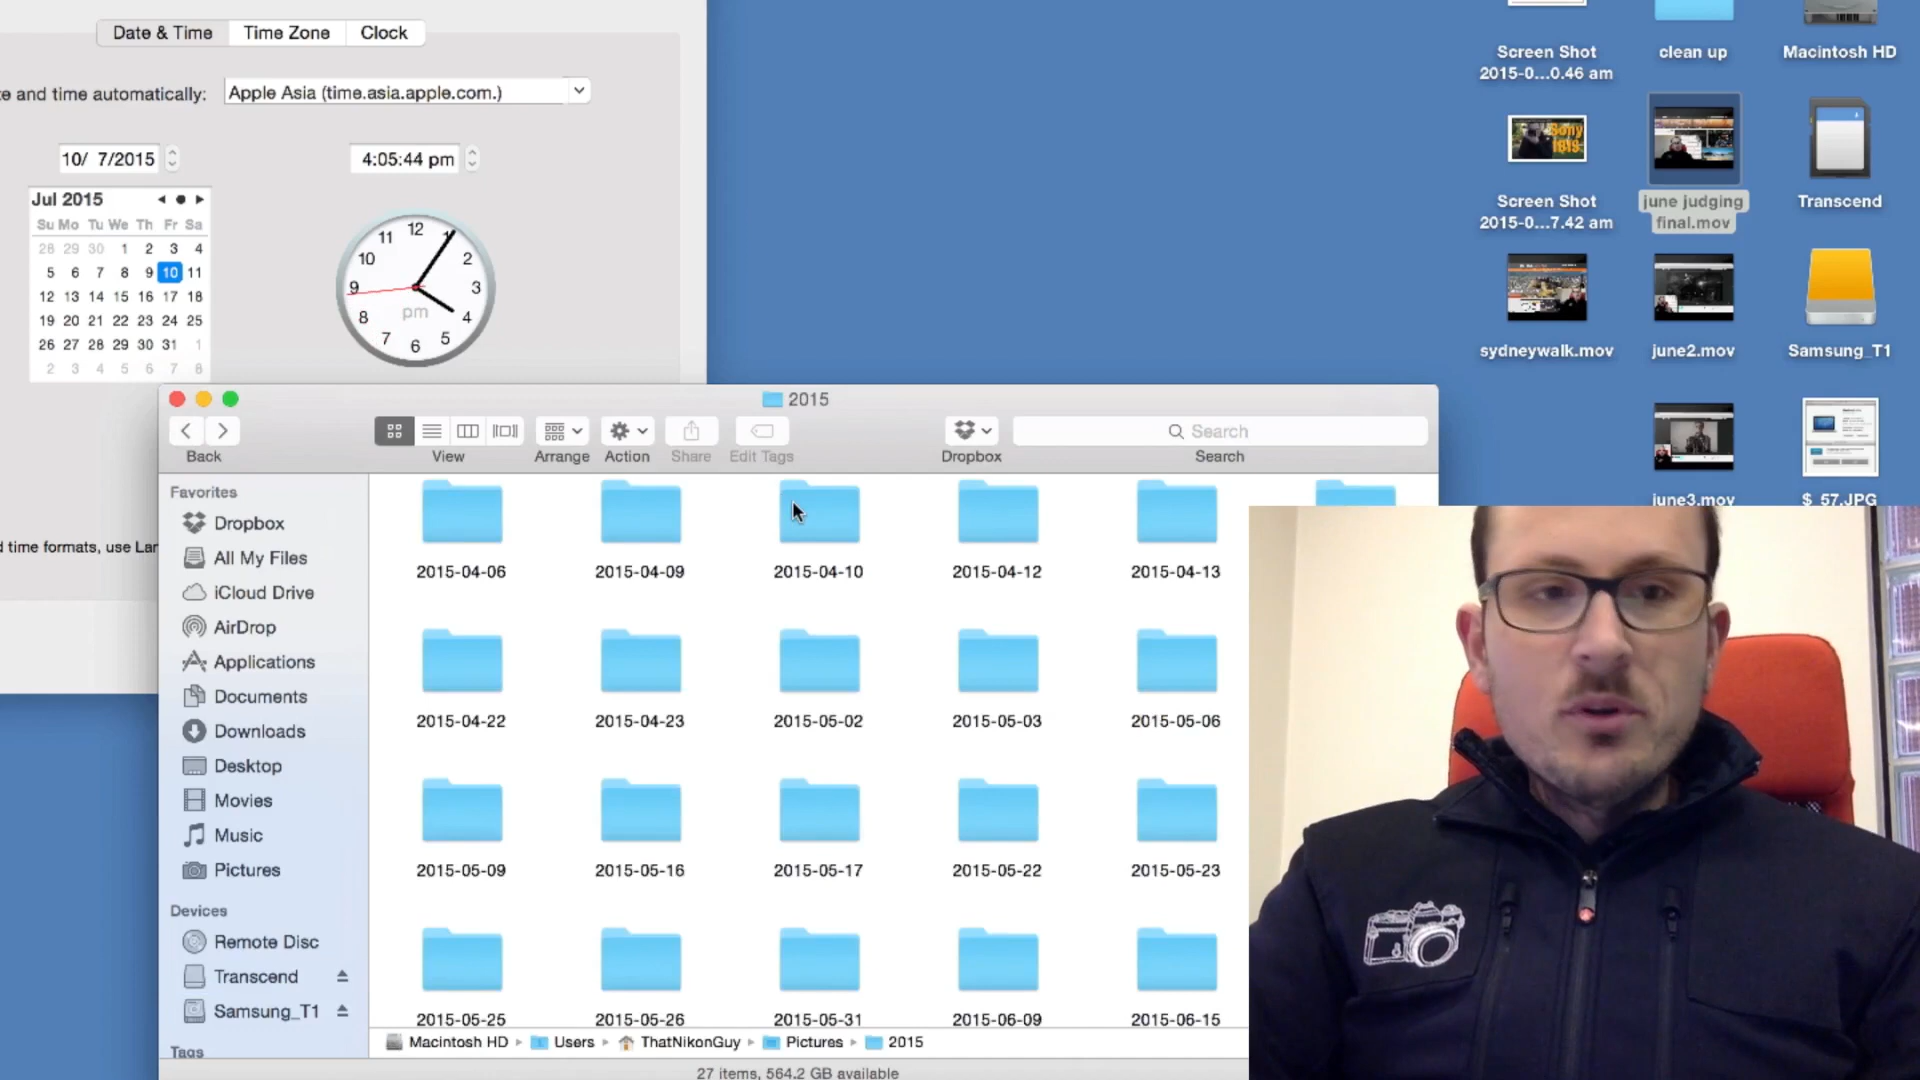 Date & Time
Time Zone
Clock
e and time automatically:
Apple Asia (time.asia.apple.com.)
10/ 7/2015
4:05:44 pm
Jul 2015
Su Mo Tu We Th Fr Sa
28 29 30 1 2 3 4
5 6 7 8 9 10 11
12 13 14 15 16 17 18
19 20 21 22 23 24 25
26 27 28 29 30 31 1
2 3 4 5 6 7 8
12
1
2
3
4
5
6
7
8
9
10
11
pm
d time formats, use Lan
Screen Shot
2015-0...0.46 am
clean up
Macintosh HD
Screen Shot
2015-0...7.42 am
Sony
june judging
final.mov
Transcend
sydneywalk.mov
june2.mov
Samsung_T1
june3.mov
$_57.JPG
2015
Back
View
Arrange
Action
Share
Edit Tags
Dropbox
Search
Search
Favorites
Dropbox
All My Files
iCloud Drive
AirDrop
Applications
Documents
Downloads
Desktop
Movies
Music
Pictures
Devices
Remote Disc
Transcend
Samsung_T1
Tags
2015-04-06
2015-04-09
2015-04-10
2015-04-12
2015-04-13
2015-04-22
2015-04-23
2015-05-02
2015-05-03
2015-05-06
2015-05-09
2015-05-16
2015-05-17
2015-05-22
2015-05-23
2015-05-25
2015-05-26
2015-05-31
2015-06-09
2015-06-15
Macintosh HD
Users
ThatNikonGuy
Pictures
2015
27 items, 564.2 GB available